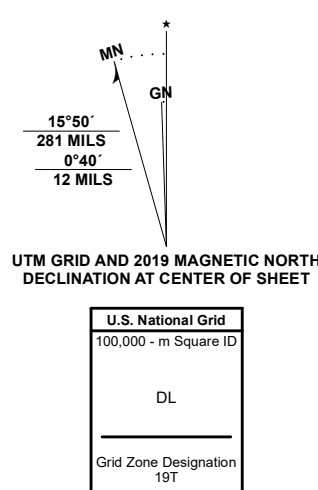 MN
GN
15°50´
281 MILS
0°40´
12 MILS
UTM GRID AND 2019 MAGNETIC NORTH
DECLINATION AT CENTER OF SHEET
U.S. National Grid
100,000 - m Square ID
DL
Grid Zone Designation
19T